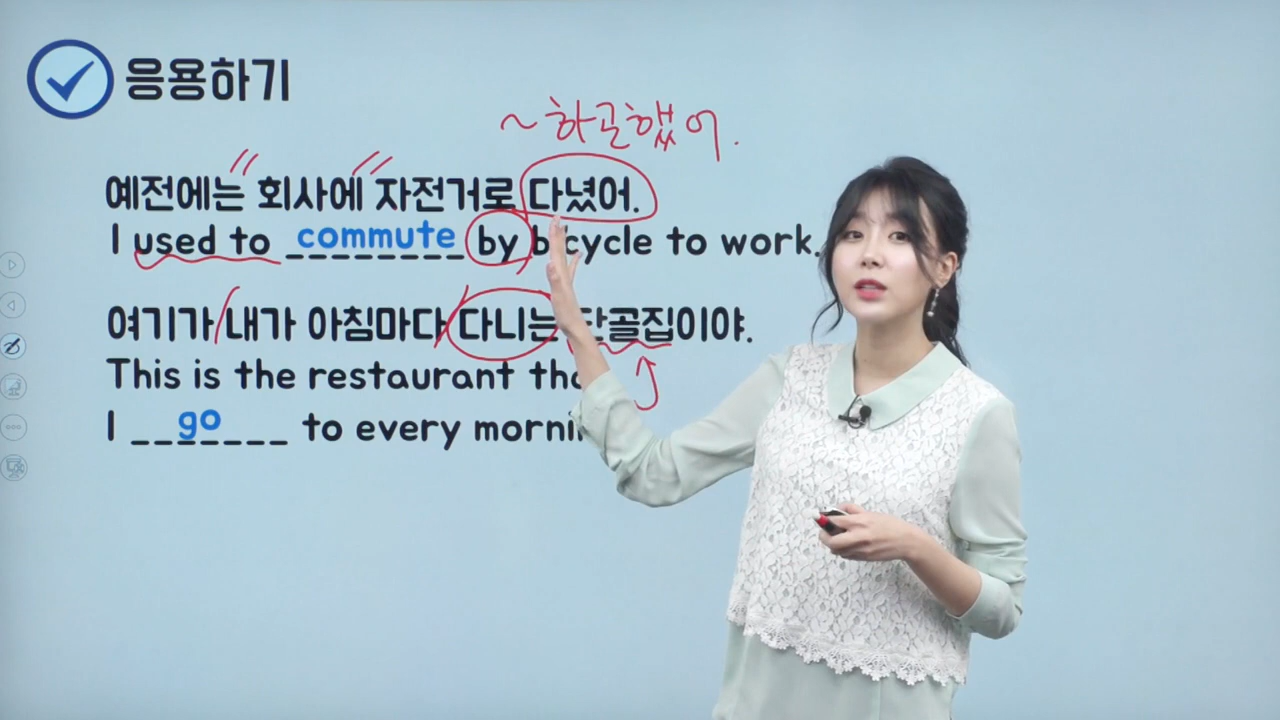 응용하기
~하곤했어.
예전에는 회사에 자전거로 다녔어.
I used to commute by bicycle to work.
여기가 내가 아침마다 다니는 단골집이야.
This is the restaurant tha
I go to every mornin